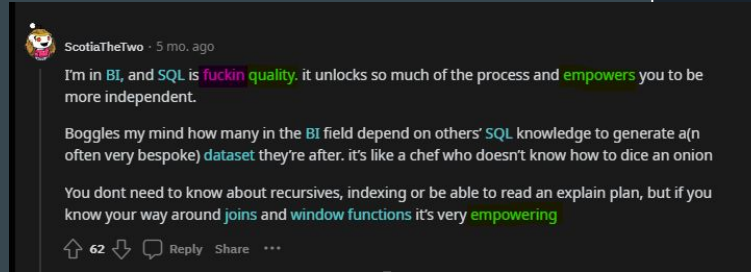 ScotiaTheTwo · 5 mo. ago
I'm in BI, and SQL is fuckin quality. it unlocks so much of the process and empowers you to be
more independent.
Boggles my mind how many in the BI field depend on others' SQL knowledge to generate a(n
often very bespoke) dataset they're after. it's like a chef who doesn't know how to dice an onion
You dont need to know about recursives, indexing or be able to read an explain plan, but if you
know your way around joins and window functions it's very empowering
62 Reply Share ···